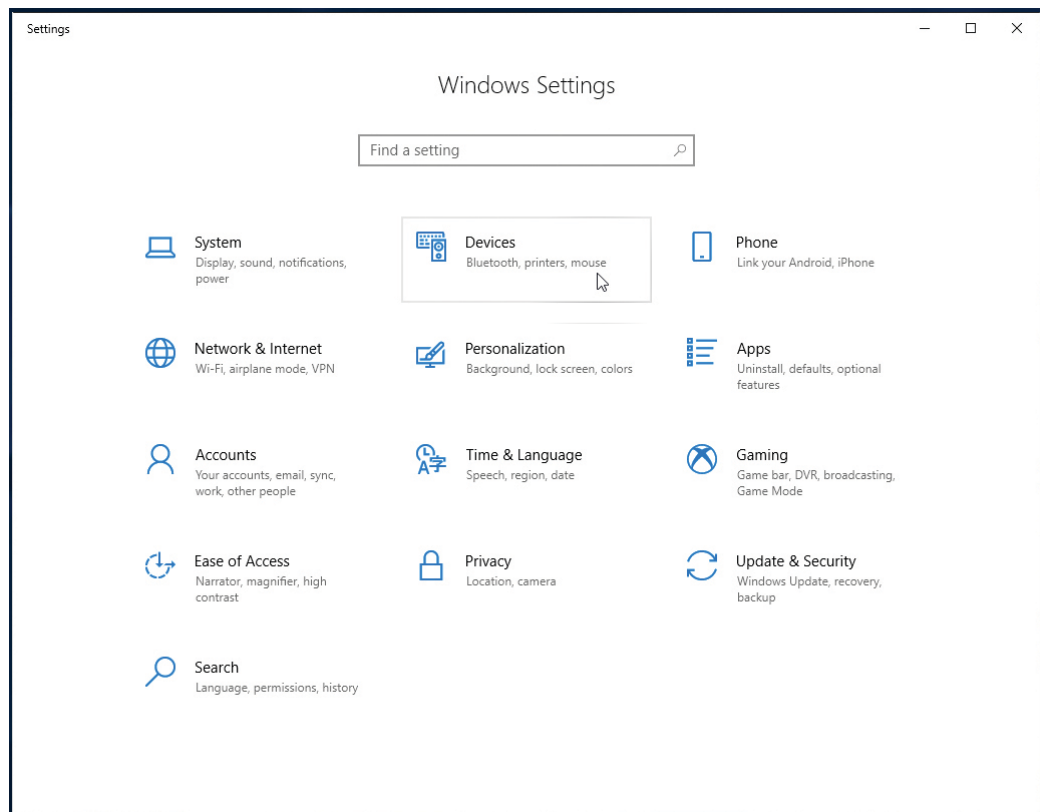 Settings
Windows Settings
Find a setting
System
Display, sound, notifications,
power
Devices
Bluetooth, printers, mouse
Phone
Link your Android, iPhone
Network & Internet
Wi-Fi, airplane mode, VPN
Personalization
Background, lock screen, colors
Apps
Uninstall, defaults, optional
features
Accounts
Your accounts, email, sync,
work, other people
Time & Language
Speech, region, date
Gaming
Game bar, DVR, broadcasting,
Game Mode
Ease of Access
Narrator, magnifier, high
contrast
Privacy
Location, camera
Update & Security
Windows Update, recovery,
backup
Search
Language, permissions, history